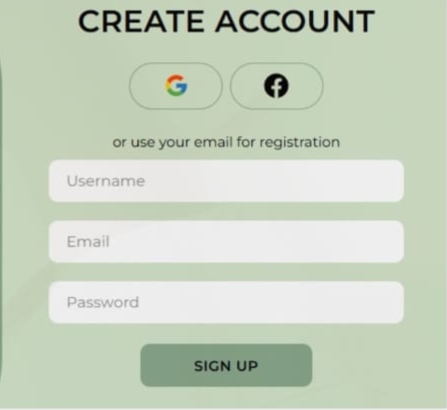 CREATE ACCOUNT
or use your email for registration
Username
Email
Password
SIGN UP